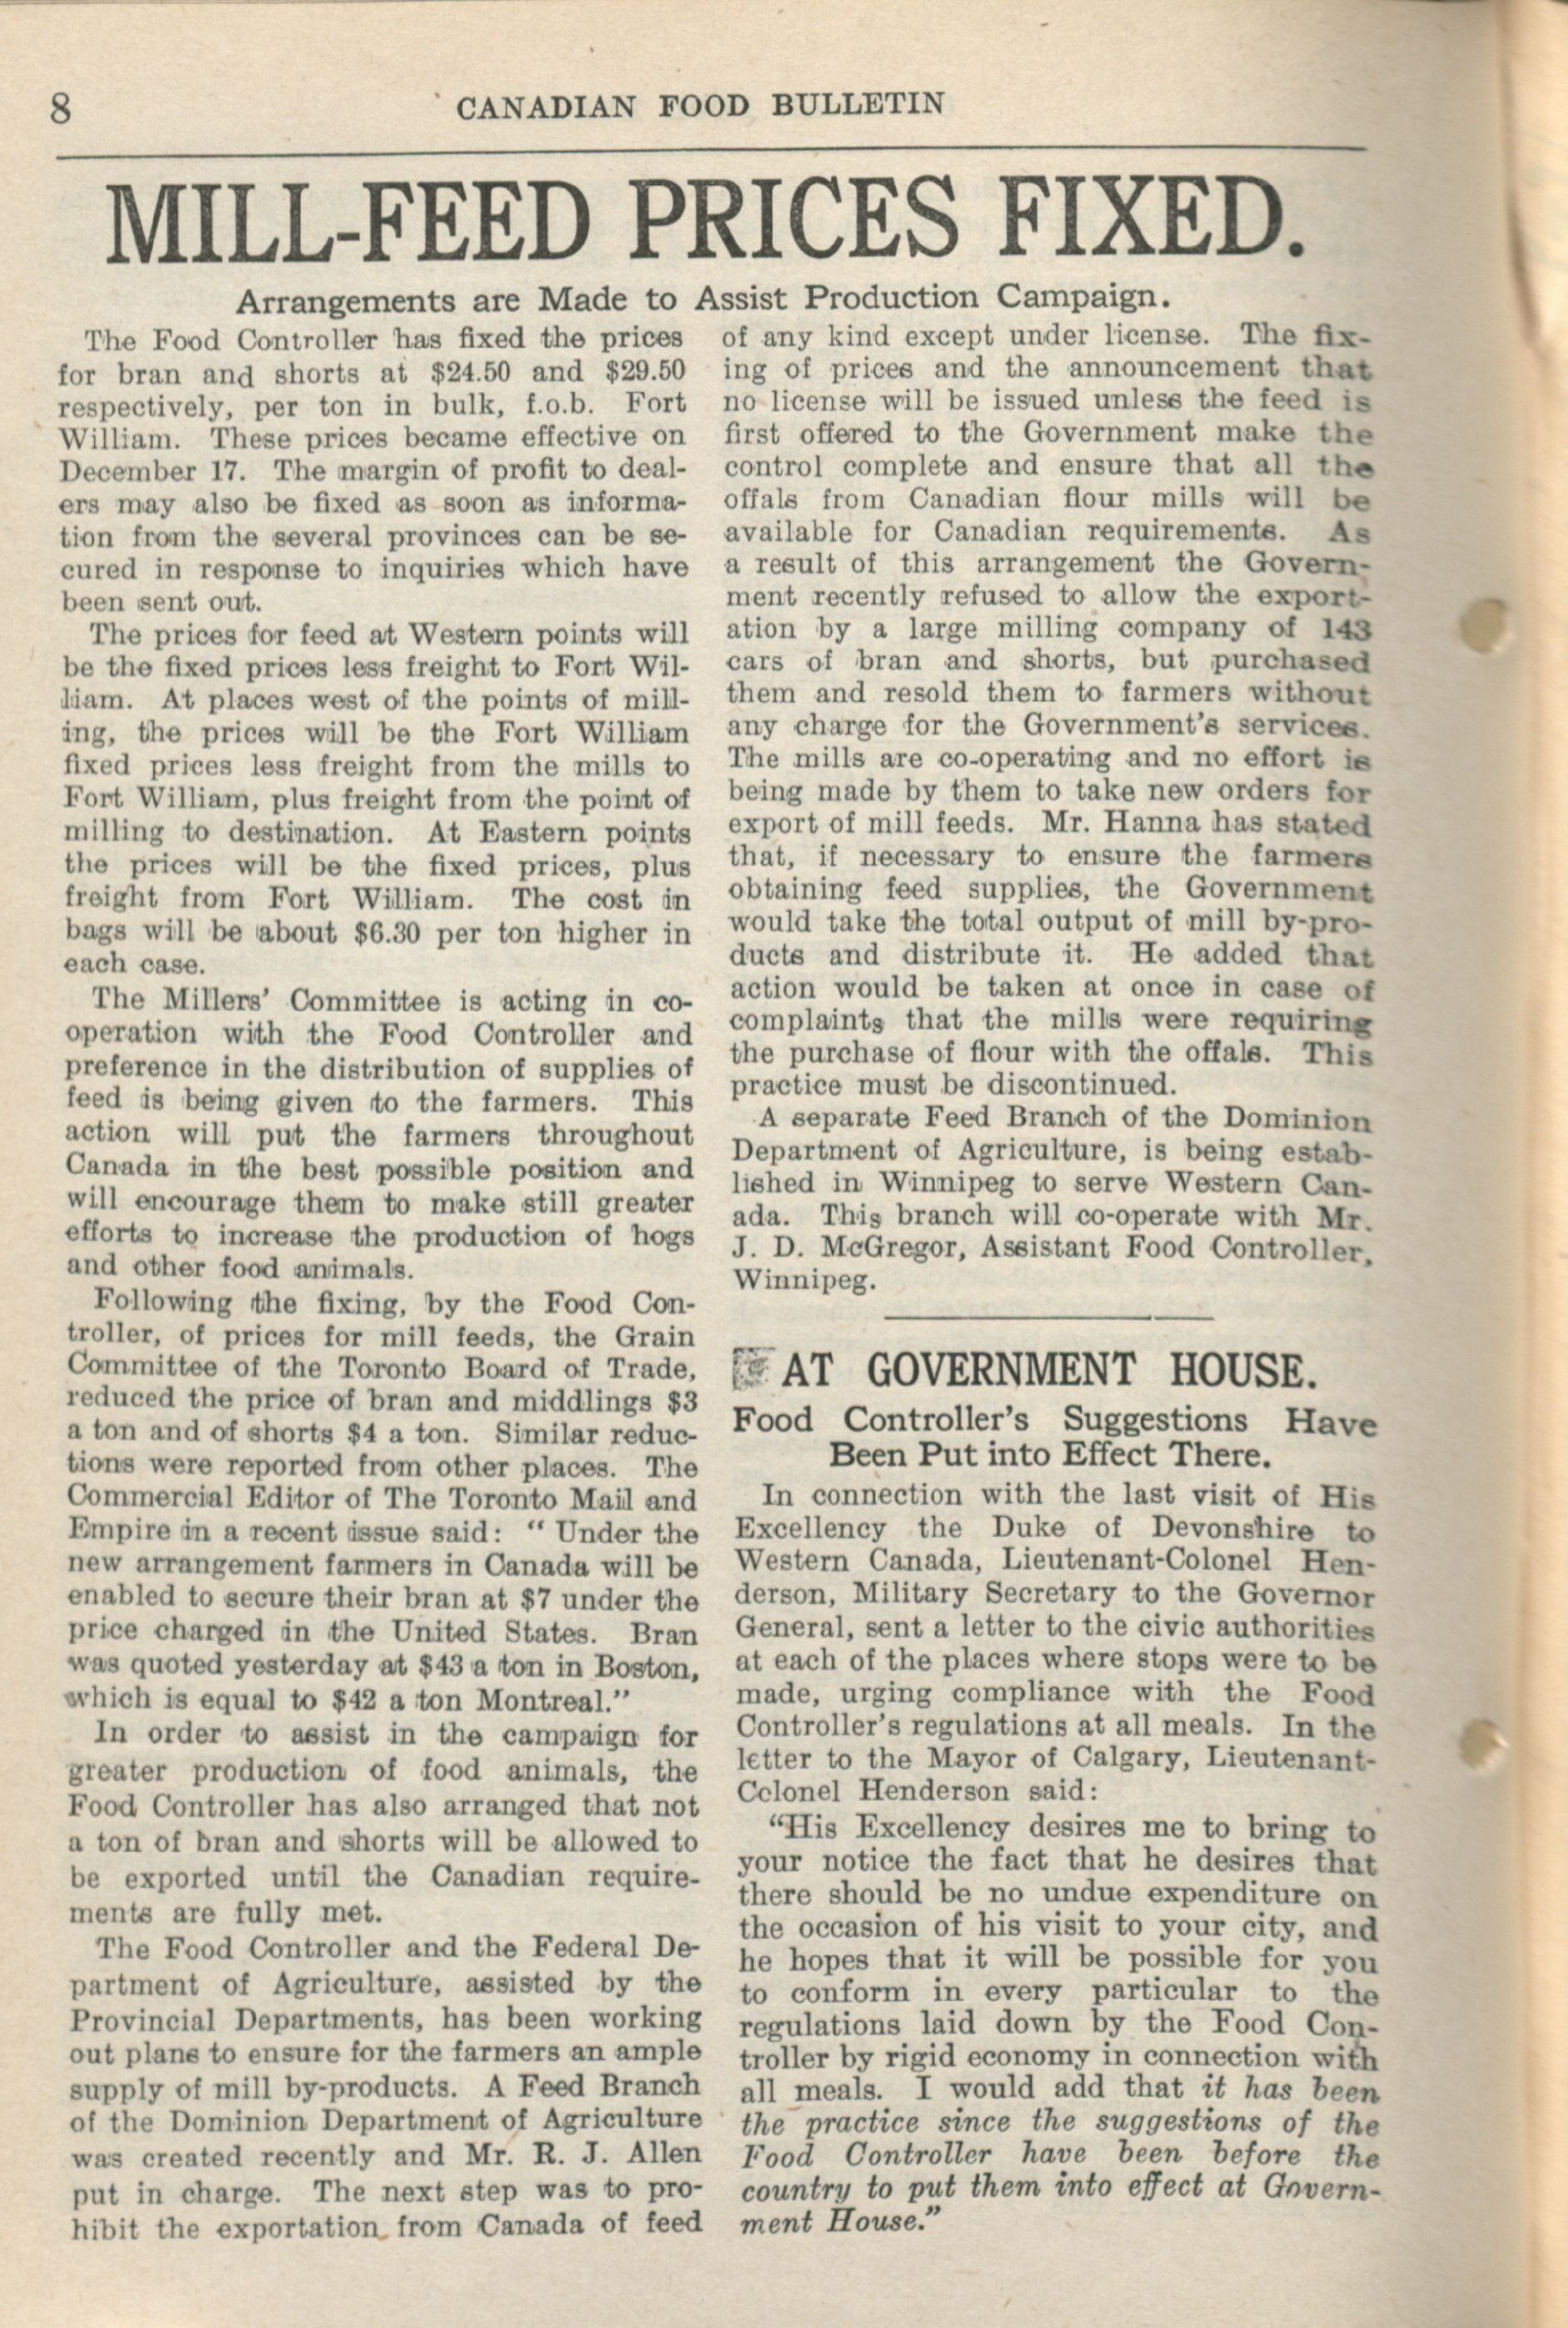 8
CANADIAN FOOD BULLETIN
MILL-FEED PRICES FIXED.
Arrangements are Made to Assist Production Campaign.
The Food Controller has fixed the prices
for bran and shorts at $24.50 and $29.50
respectively, per ton in bulk, f.o.b. Fort
William. These prices became effective on
December 17. The margin of profit to deal-
ers may also be fixed as soon as informa-
tion from the several provinces can be se-
cured in response to inquiries which have
been sent out.
The prices for feed at Western points will
be the fixed prices less freight to Fort Wil-
liam. At places west of the points of mill-
ing, the prices will be the Fort William
fixed prices less freight from the mills to
Fort William, plus freight from the point of
milling to destination. At Eastern points
the prices will be the fixed prices, plus
freight from Fort William. The cost in
bags will be about $6.30 per ton higher in
each case.
The Millers' Committee is acting in co-
operation with the Food Controller and
preference in the distribution of supplies of
feed is being given to the farmers. This
action will put the farmers throughout
Canada in the best possible position and
will encourage them to make still greater
efforts to increase the production of hogs
and other food animals.
Following the fixing, by the Food Con-
troller, of prices for mill feeds, the Grain
Committee of the Toronto Board of Trade,
reduced the price of bran and middlings $3
a ton and of shorts $4 a ton. Similar reduc-
tions were reported from other places. The
Commercial Editor of The Toronto Mail and
Empire in a recent issue said: "Under the
new arrangement farmers in Canada will be
enabled to secure their bran at $7 under the
price charged in the United States. Bran
was quoted yesterday at $43 a ton in Boston,
which is equal to $42 a ton Montreal."
In order to assist in the campaign for
greater production of food animals, the
Food Controller has also arranged that not
a ton of bran and shorts will be allowed to
be exported until the Canadian require-
ments are fully met.
The Food Controller and the Federal De-
partment of Agriculture, assisted by the
Provincial Departments, has been working
out plans to ensure for the farmers an ample
supply of mill by-products. A Feed Branch
of the Dominion Department of Agriculture
was created recently and Mr. R. J. Allen
put in charge. The next step was to pro-
hibit the exportation from Canada of feed
of any kind except under license. The fix-
ing of prices and the announcement that
no license will be issued unless the feed is
first offered to the Government make the
control complete and ensure that all the
offals from Canadian flour mills will be
available for Canadian requirements. As
a result of this arrangement the Govern-
ment recently refused to allow the export-
ation by a large milling company of 143
cars of bran and shorts, but purchased
them and resold them to farmers without
any charge for the Government's services.
The mills are co-operating and no effort is
being made by them to take new orders for
export of mill feeds. Mr. Hanna has stated
that, if necessary to ensure the farmers
obtaining feed supplies, the Government
would take the total output of mill by-pro-
ducts and distribute it. He added that
action would be taken at once in case of
complaints that the mills were requiring
the purchase of flour with the offals. This
practice must be discontinued.
A separate Feed Branch of the Dominion
Department of Agriculture, is being estab-
lished in Winnipeg to serve Western Can-
ada. This branch will co-operate with Mr.
J. D. McGregor, Assistant Food Controller,
Winnipeg.
AT GOVERNMENT HOUSE.
Food Controller's Suggestions Have
Been Put into Effect There.
In connection with the last visit of His
Excellency the Duke of Devonshire to
Western Canada, Lieutenant-Colonel Hen-
derson, Military Secretary to the Governor
General, sent a letter to the civic authorities
at each of the places where stops were to be
made, urging compliance with the Food
Controller's regulations at all meals. In the
letter to the Mayor of Calgary, Lieutenant-
Colonel Henderson said:
"His Excellency desires me to bring to
your notice the fact that he desires that
there should be no undue expenditure on
the occasion of his visit to your city, and
he hopes that it will be possible for you
to conform in every particular to the
regulations laid down by the Food Con-
troller by rigid economy in connection with
all meals. I would add that it has been
the practice since the suggestions of the
Food Controller have been before the
country to put them into effect at Govern-
ment House."